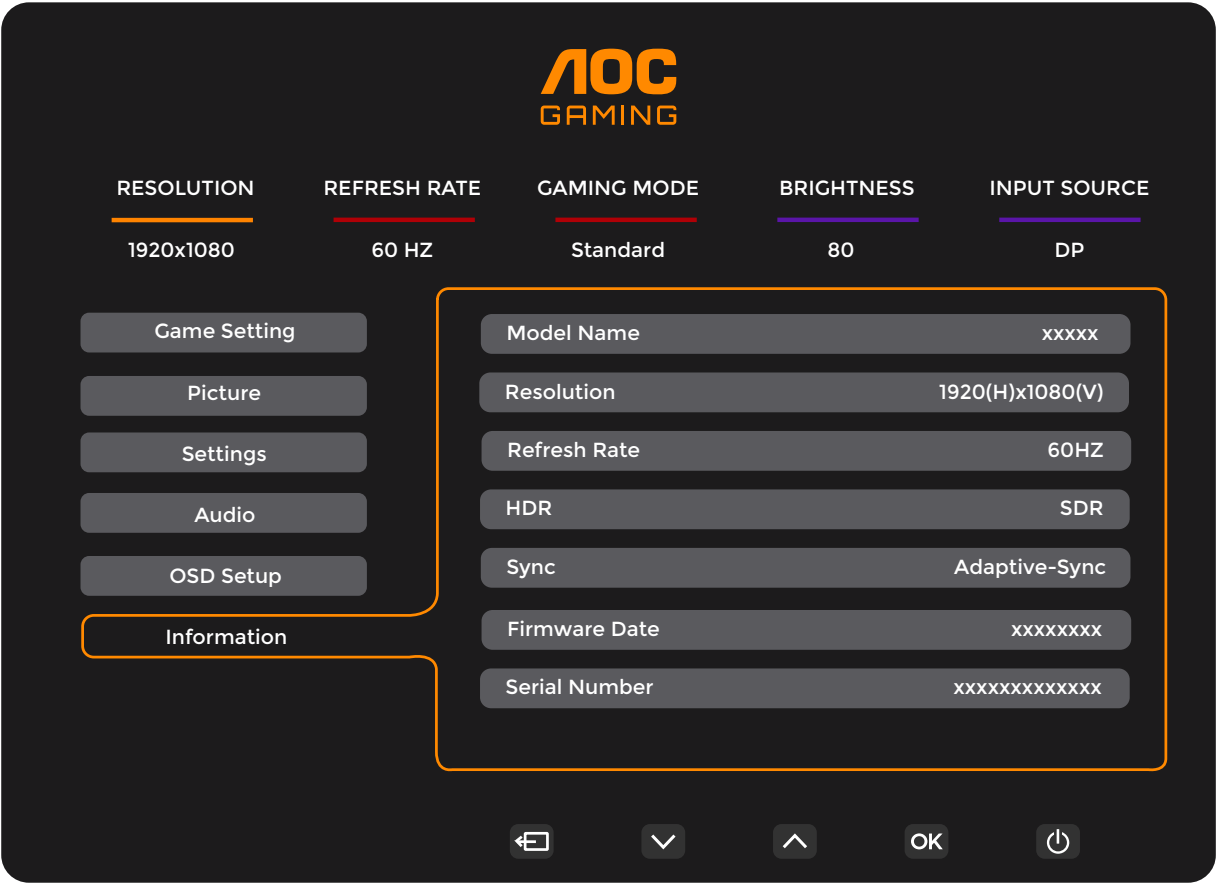 AOC
GAMING
RESOLUTION REFRESH RATE GAMING MODE BRIGHTNESS INPUT SOURCE
1920x1080 60 HZ Standard 80 DP
Game Setting
Picture
Settings
Audio
OSD Setup
Information
Model Name xxxxx
Resolution 1920(H)x1080(V)
Refresh Rate 60HZ
HDR SDR
Sync Adaptive-Sync
Firmware Date xxxxxxxx
Serial Number xxxxxxxxxxxxx
OK